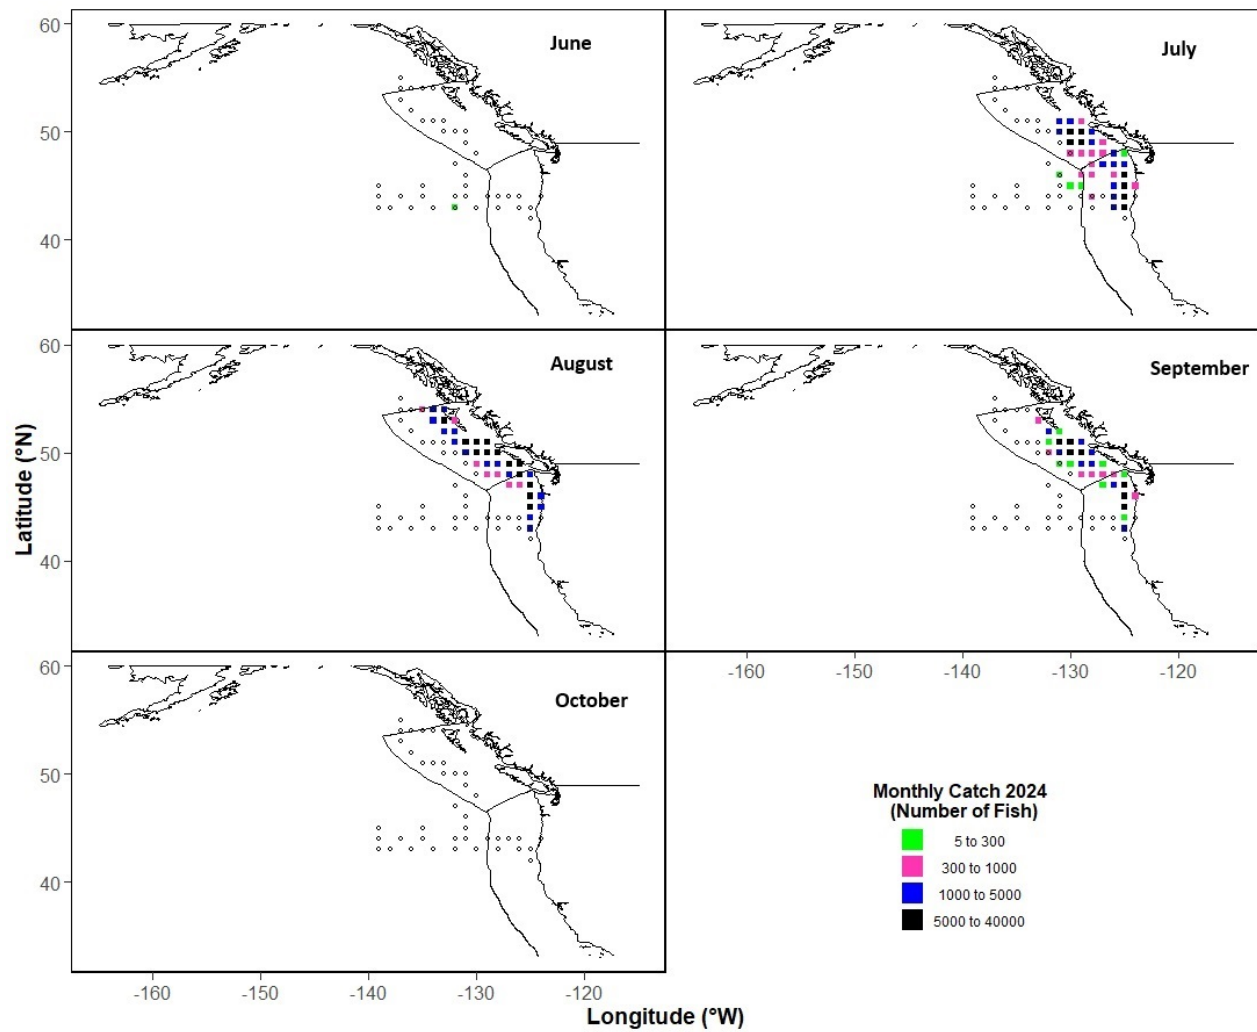 June
July
60
50
40
August
September
60
50
40
October
60
50
40
-160
-150
-140
-130
-120
-160
-150
-140
-130
-120
Latitude (°N)
Longitude (°W)
Monthly Catch 2024
(Number of Fish)
5 to 300
300 to 1000
1000 to 5000
5000 to 40000